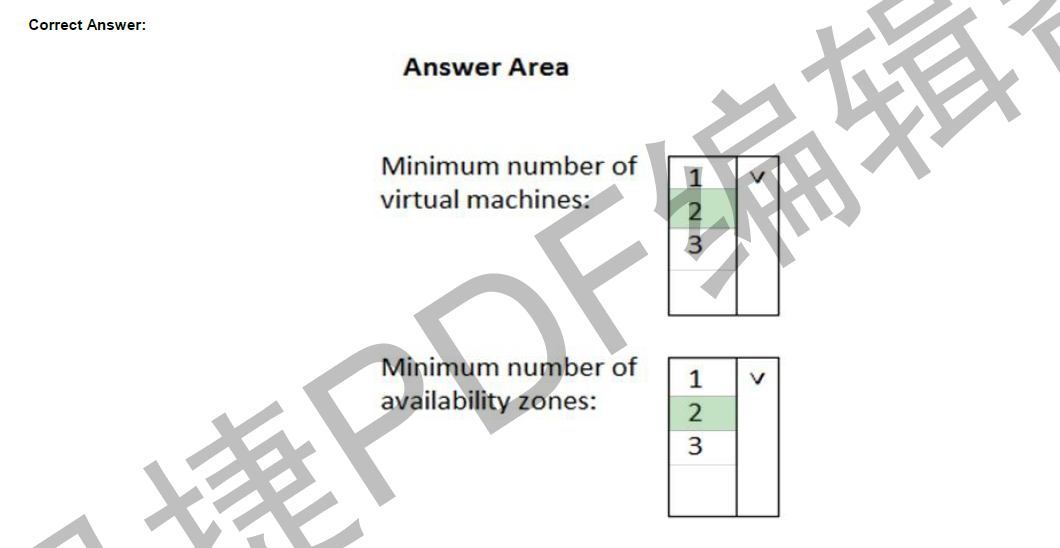 Correct Answer:
Answer Area
Minimum number of
virtual machines:
1
2
3
Minimum number of
availability zones:
1
2
3
捷PDF编辑